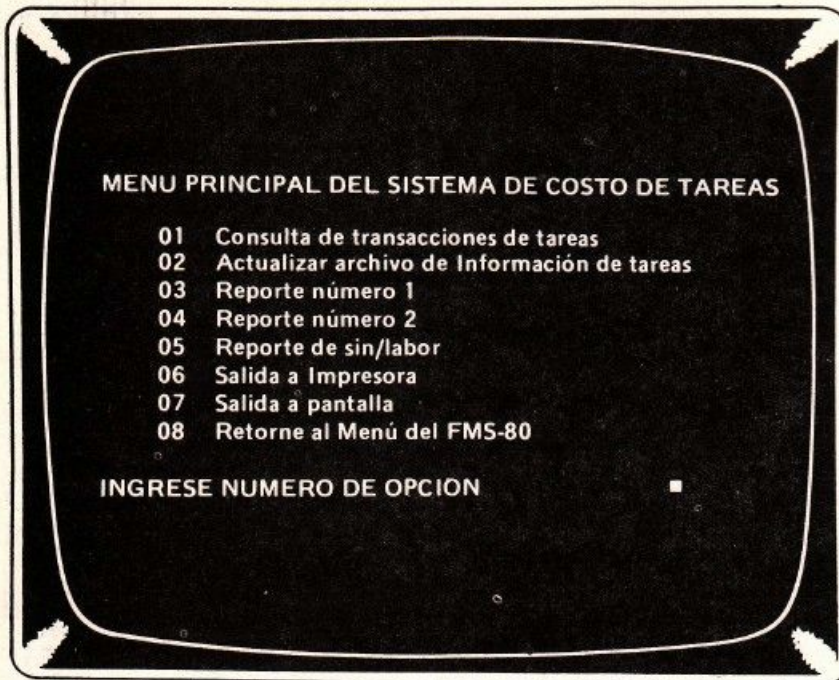 MENU PRINCIPAL DEL SISTEMA DE COSTO DE TAREAS
01 Consulta de transacciones de tareas
02 Actualizar archivo de Información de tareas
03 Reporte número 1
04 Reporte número 2
05 Reporte de sin/labor
06 Salida a Impresora
07 Salida a pantalla
08 Retorne al Menú del FMS-80
INGRESE NUMERO DE OPCION